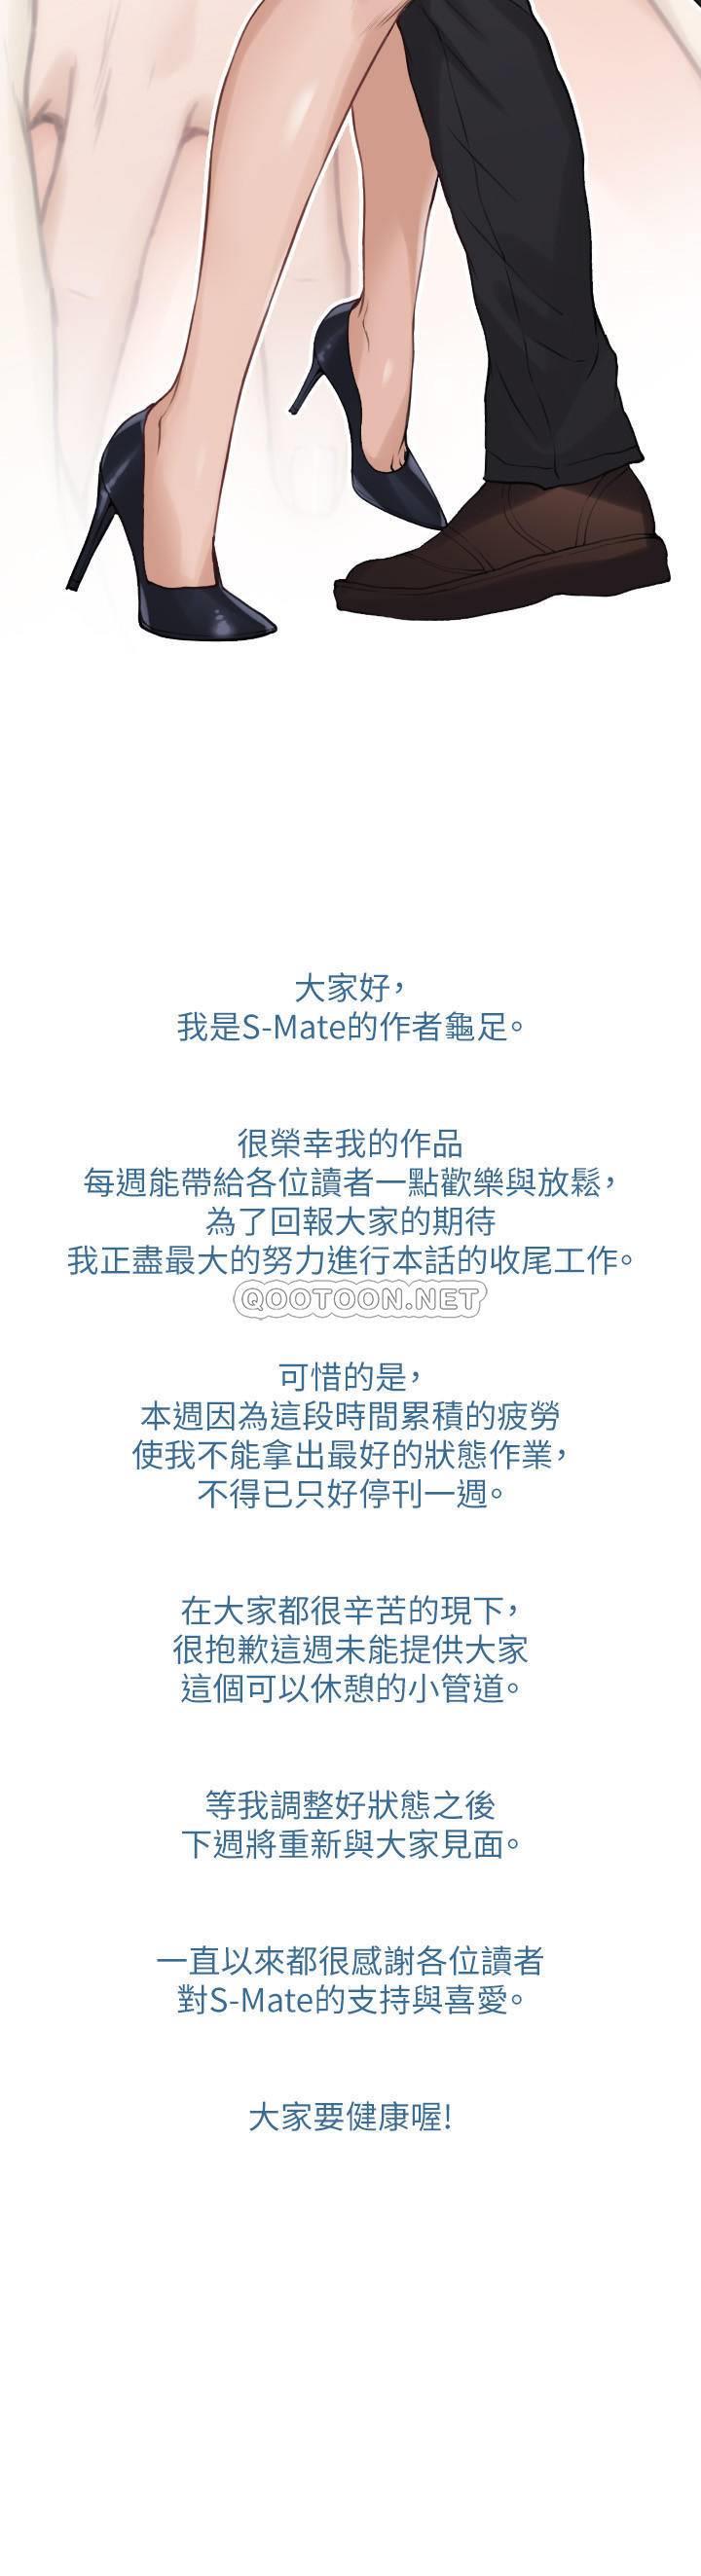 大家好，
我是S-Mate的作者龜足。
很榮幸我的作品
每週能帶給各位讀者一點歡樂與放鬆，
為了回報大家的期待
我正盡最大的努力進行本話的收尾工作。
QOOTOON.NET
可惜的是，
本週因為這段時間累積的疲勞
使我不能拿出最好的狀態作業，
不得已只好停刊一週。
在大家都很辛苦的現下，
很抱歉這週未能提供大家
這個可以休憩的小管道。
等我調整好狀態之後
下週將重新與大家見面。
一直以來都很感謝各位讀者
對S-Mate的支持與喜愛。
大家要健康喔!